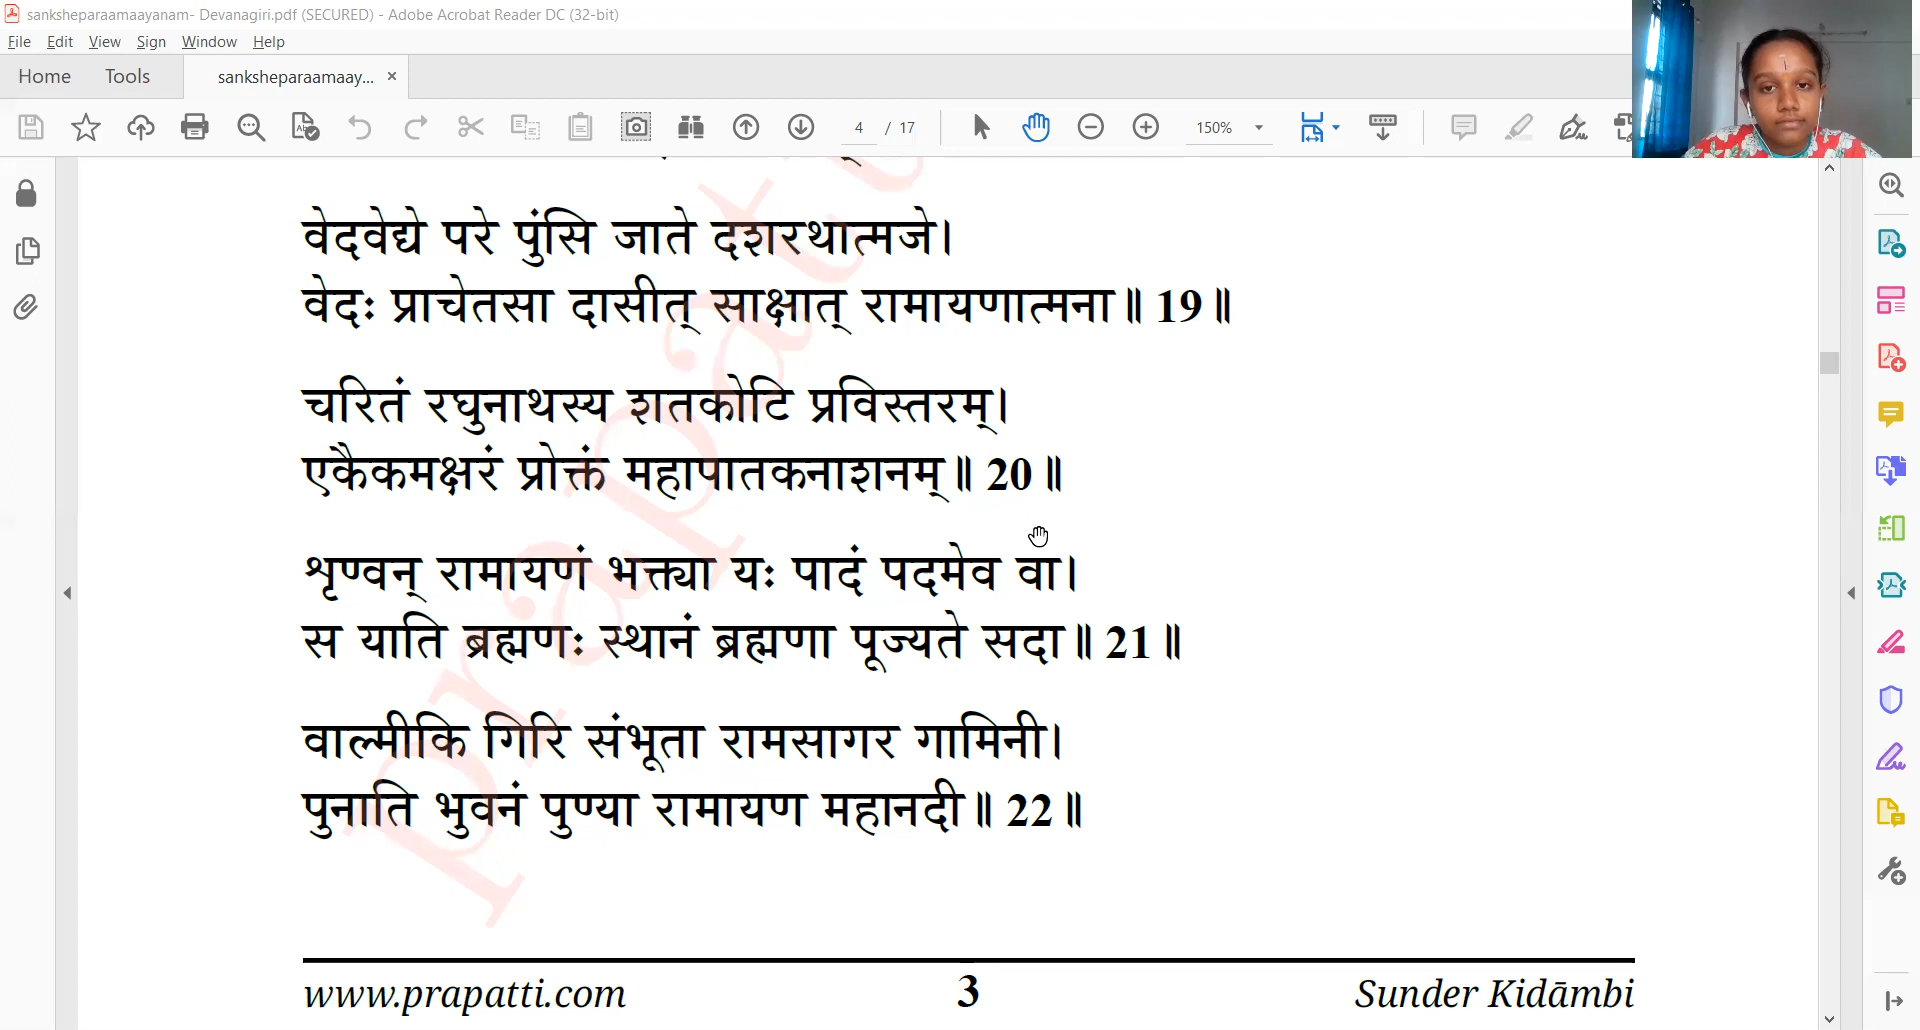 sanksheparaamaayanam- Devanagiri.pdf (SECURED) - Adobe Acrobat Reader DC (32-bit)
File Edit View Sign Window Help
Home Tools sanksheparaamaay... ×
4 / 17 150%
वेदवेद्ये परे पुंसि जाते दशरथात्मजे।
वेदः प्राचेतसा दासीत् साक्षात् रामायणात्मना॥ 19॥
चरितं रघुनाथस्य शतकोटि प्रविस्तरम्।
एकैकमक्षरं प्रोक्तं महापातकनाशनम्॥ 20॥
शृण्वन् रामायणं भक्त्या यः पादं पदमेव वा।
स याति ब्रह्मणः स्थानं ब्रह्मणा पूज्यते सदा॥ 21॥
वाल्मीकि गिरि संभूता रामसागर गामिनी।
पुनाति भुवनं पुण्या रामायण महानदी॥ 22॥
www.prapatti.com 3 Sunder Kidāmbi